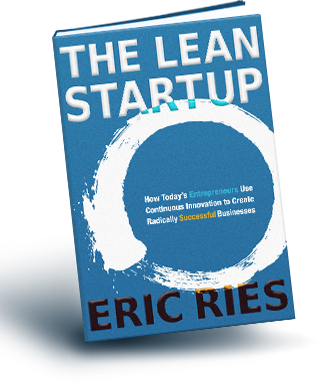 THE LEAN
STARTUP
How Today's Entrepreneurs Use
Continuous Innovation to Create
Radically Successful Businesses
ERIC RIES